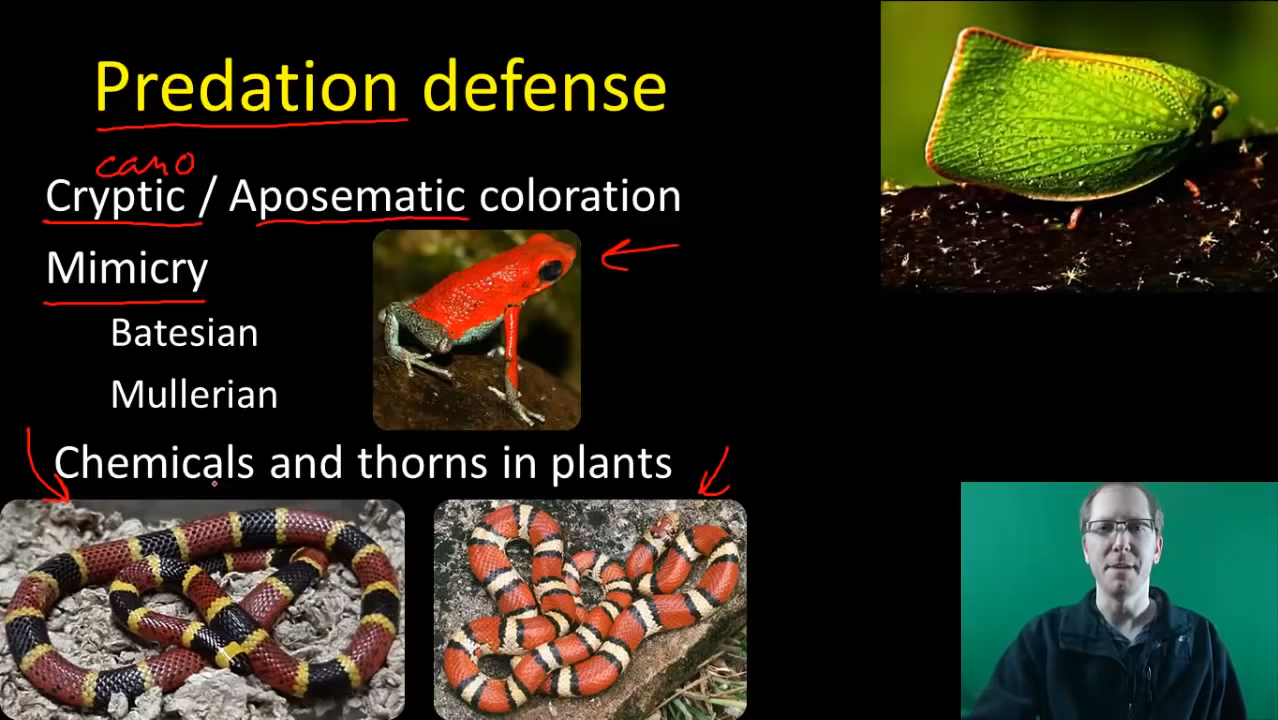 Predation defense
camo
Cryptic / Aposematic coloration
Mimicry
Batesian
Mullerian
Chemicals and thorns in plants